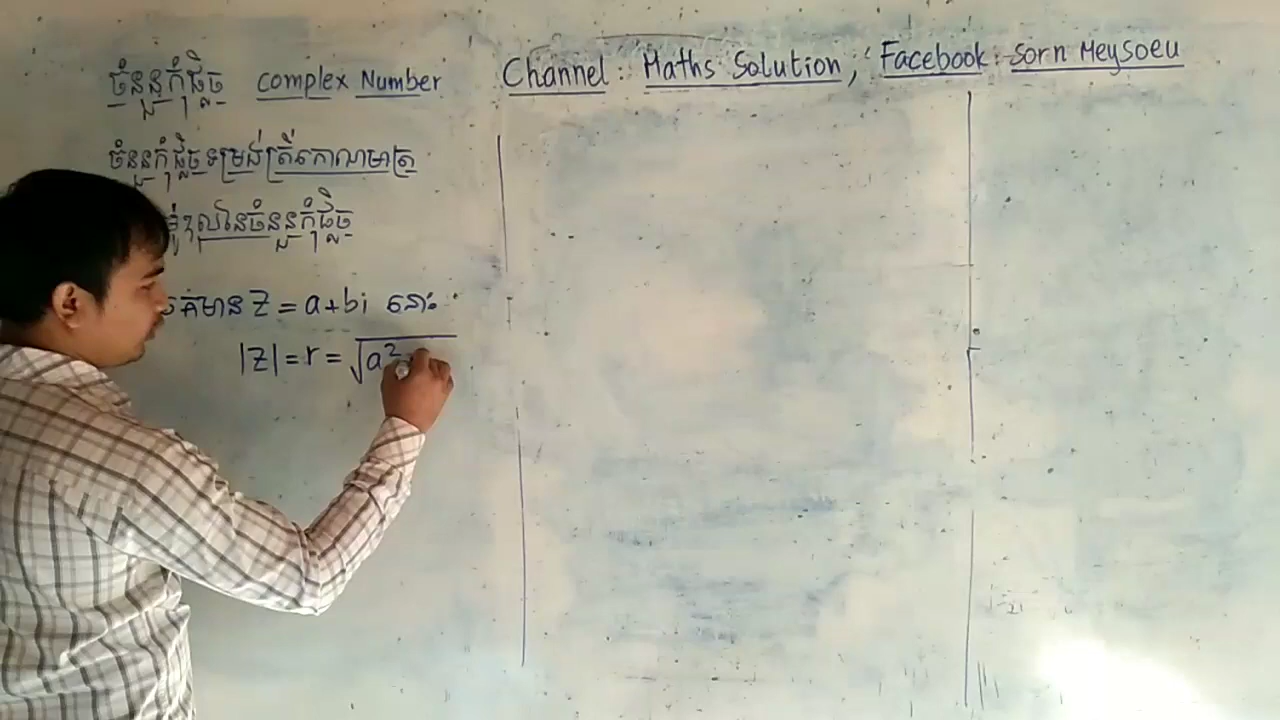 ចំនួនកុំផ្លិច Complex Number Channel : Maths Solution, Facebook : Sorn Meysoeu
ចំនួនកុំផ្លិចទម្រង់ត្រីកោណមាត្រ
ម៉ូឌុលនៃចំនួនកុំផ្លិច
គេមាន Z = a+bi នោះ
|Z| = r = √a²